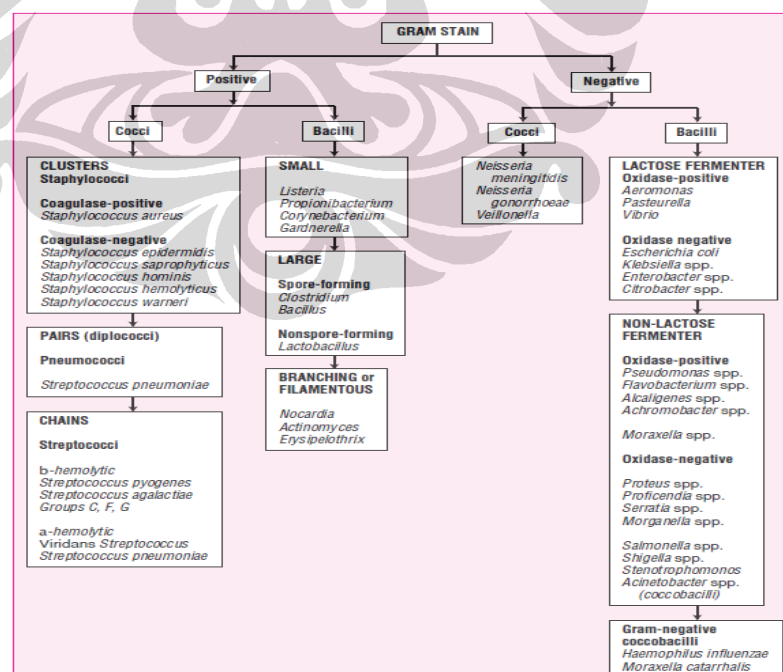 GRAM STAIN
Positive
Negative
Cocci
Bacilli
Cocci
Bacilli
CLUSTERS
Staphylococci
Coagulase-positive
Staphylococcus aureus
Coagulase-negative
Staphylococcus epidermidis
Staphylococcus saprophyticus
Staphylococcus hominis
Staphylococcus hemolyticus
Staphylococcus warneri
PAIRS (diplococci)
Pneumococci
Streptococcus pneumoniae
CHAINS
Streptococci
b-hemolytic
Streptococcus pyogenes
Streptococcus agalactiae
Groups C, F, G
a-hemolytic
Viridans Streptococcus
Streptococcus pneumoniae
SMALL
Listeria
Propionibacterium
Corynebacterium
Gardnerella
LARGE
Spore-forming
Clostridium
Bacillus
Nonspore-forming
Lactobacillus
BRANCHING or
FILAMENTOUS
Nocardia
Actinomyces
Erysipelothrix
Neisseria
meningitidis
Neisseria
gonorrhoeae
Veillonella
LACTOSE FERMENTER
Oxidase-positive
Aeromonas
Pasteurella
Vibrio
Oxidase negative
Escherichia coli
Klebsiella spp.
Enterobacter spp.
Citrobacter spp.
NON-LACTOSE
FERMENTER
Oxidase-positive
Pseudomonas spp.
Flavobacterium spp.
Alcaligenes spp.
Achromobacter spp.
Moraxella spp.
Oxidase-negative
Proteus spp.
Proficendia spp.
Serratia spp.
Morganella spp.
Salmonella spp.
Shigella spp.
Stenotrophomonos
Acinetobacter spp.
(coccobacilli)
Gram-negative
coccobacilli
Haemophilus influenzae
Moraxella catarrhalis